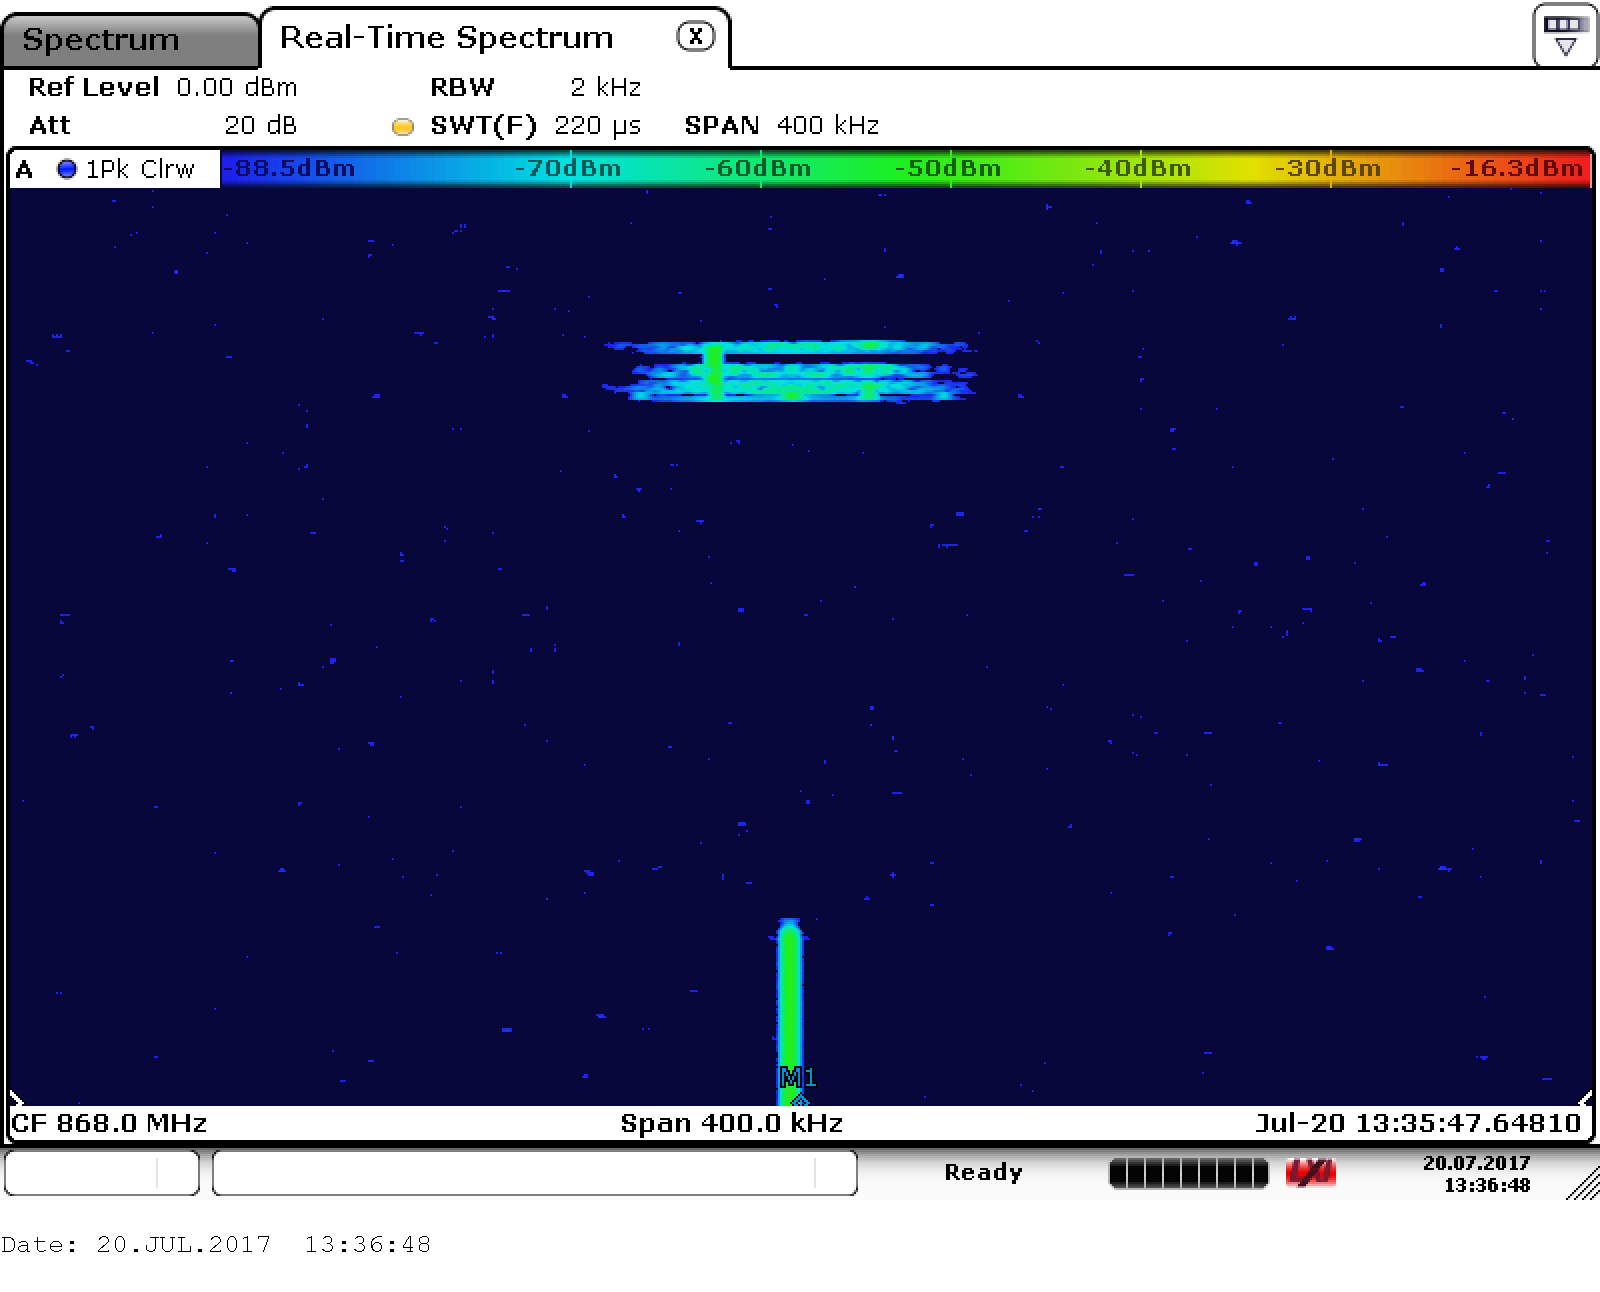 Spectrum
Real-Time Spectrum X
Ref Level 0.00 dBm RBW 2 kHz
Att 20 dB SWT(F) 220 µs SPAN 400 kHz
A 1Pk Clrw -88.5dBm -70dBm -60dBm -50dBm -40dBm -30dBm -16.3dBm
M1
CF 868.0 MHz Span 400.0 kHz Jul-20 13:35:47.64810
Ready LXI 20.07.2017
13:36:48
Date: 20.JUL.2017 13:36:48